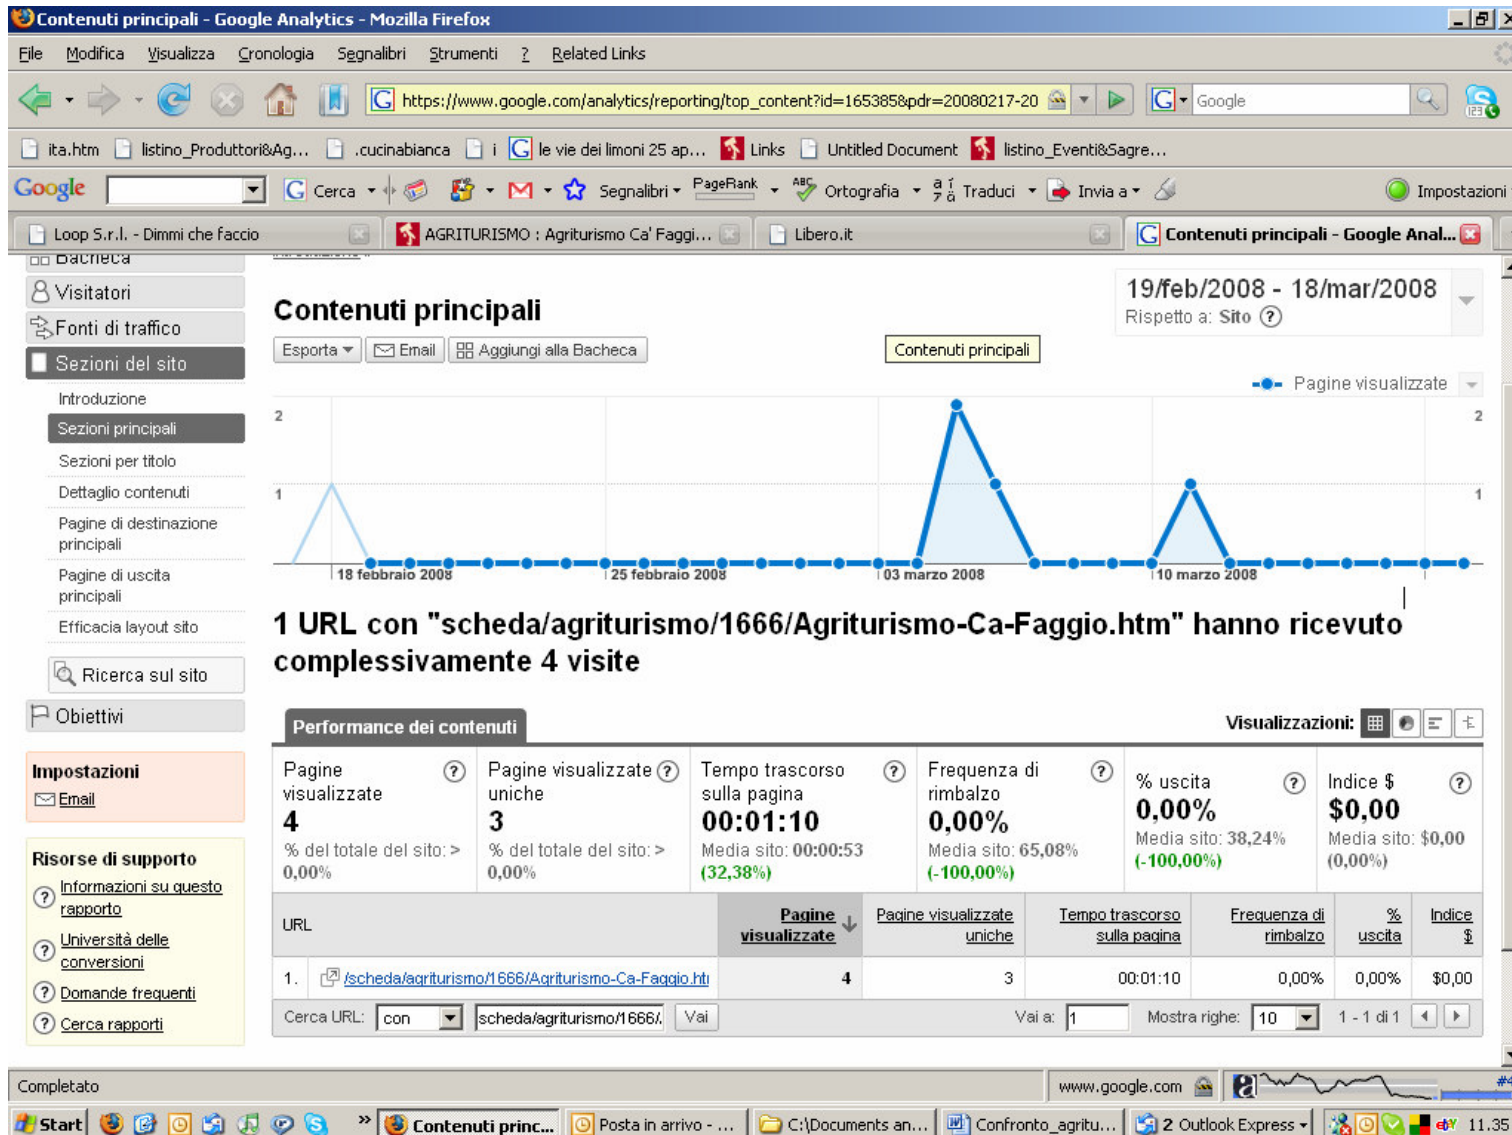 Contenuti principali - Google Analytics - Mozilla Firefox
File Modifica Visualizza Cronologia Segnalibri Strumenti ? Related Links
https://www.google.com/analytics/reporting/top_content?id=165385&pdr=20080217-20 Google
ita.htm listino_Produttori&Ag... .cucinabianca i le vie dei limoni 25 ap... Links Untitled Document listino_Eventi&Sagre...
Google Cerca Segnalibri PageRank Ortografia Traduci Invia a Impostazioni
Loop S.r.l. - Dimmi che faccio AGRITURISMO : Agriturismo Ca' Faggi... Libero.it Contenuti principali - Google Anal...
Bacheca
Visitatori
Fonti di traffico
Sezioni del sito
Introduzione
Sezioni principali
Sezioni per titolo
Dettaglio contenuti
Pagine di destinazione
principali
Pagine di uscita
principali
Efficacia layout sito
Ricerca sul sito
Obiettivi
Impostazioni
Email
Risorse di supporto
Informazioni su questo
rapporto
Università delle
conversioni
Domande frequenti
Cerca rapporti
Contenuti principali
19/feb/2008 - 18/mar/2008
Rispetto a: Sito ?
Esporta Email Aggiungi alla Bacheca
Contenuti principali
Pagine visualizzate
2 2
1 1
18 febbraio 2008 25 febbraio 2008 03 marzo 2008 10 marzo 2008
1 URL con "scheda/agriturismo/1666/Agriturismo-Ca-Faggio.htm" hanno ricevuto
complessivamente 4 visite
Performance dei contenuti
Visualizzazioni:
Pagine
visualizzate
4
% del totale del sito: >
0,00%
Pagine visualizzate
uniche
3
% del totale del sito: >
0,00%
Tempo trascorso
sulla pagina
00:01:10
Media sito: 00:00:53
(32,38%)
Frequenza di
rimbalzo
0,00%
Media sito: 65,08%
(-100,00%)
% uscita
0,00%
Media sito: 38,24%
(-100,00%)
Indice $
$0,00
Media sito: $0,00
(0,00%)
URL Pagine visualizzate Pagine visualizzate uniche Tempo trascorso sulla pagina Frequenza di rimbalzo % uscita Indice $
1. /scheda/agriturismo/1666/Agriturismo-Ca-Faggio.htm 4 3 00:01:10 0,00% 0,00% $0,00
Cerca URL: con scheda/agriturismo/1666/. Vai Vai a: 1 Mostra righe: 10 1 - 1 di 1
Completato www.google.com
Start » Contenuti princ... Posta in arrivo - ... C:\Documents an... Confronto_agritu... 2 Outlook Express 11.35